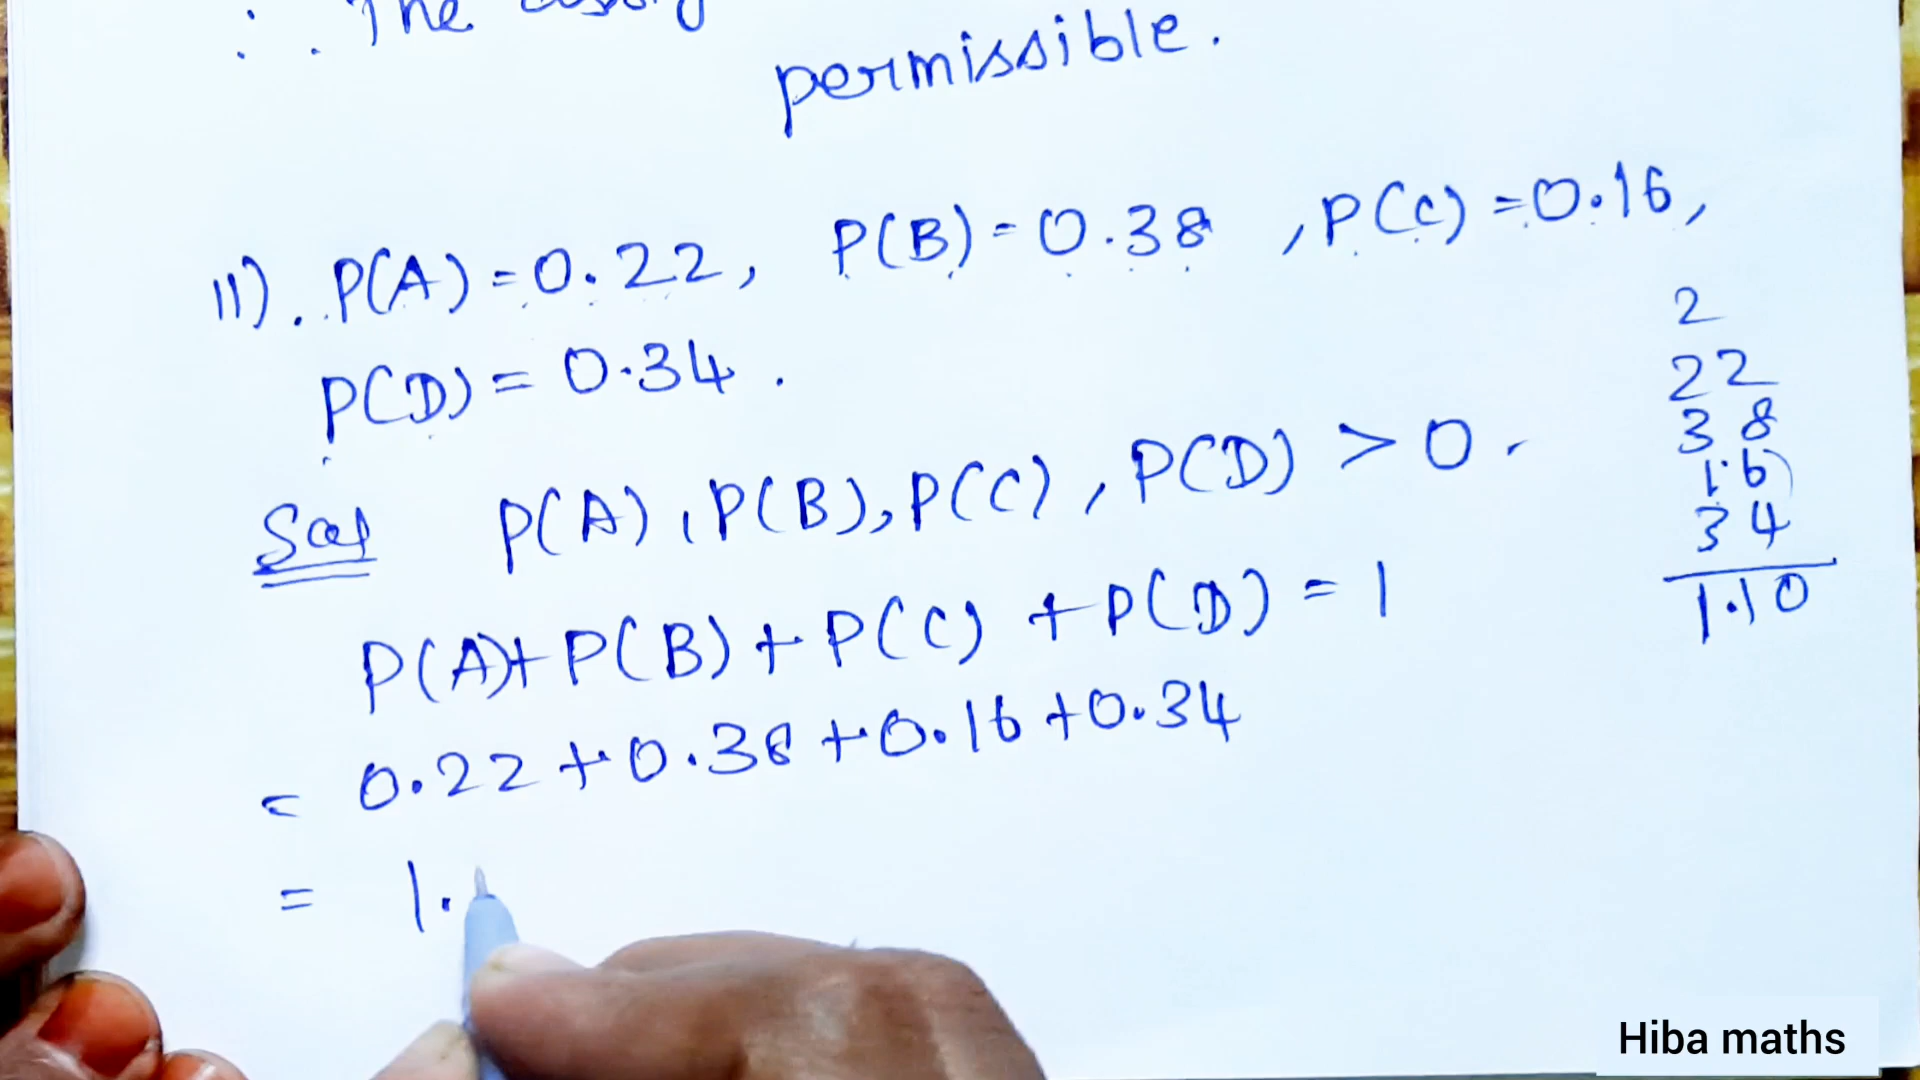 ∴ The
permissible.
ii). P(A) = 0.22, P(B) = 0.38, P(C) = 0.16,
P(D) = 0.34.
Sol P(A), P(B), P(C), P(D) > 0.
P(A)+P(B)+P(C)+P(D) = 1
= 0.22+0.38+0.16+0.34
= 1.
2
22
38
16
34
1.10
Hiba maths